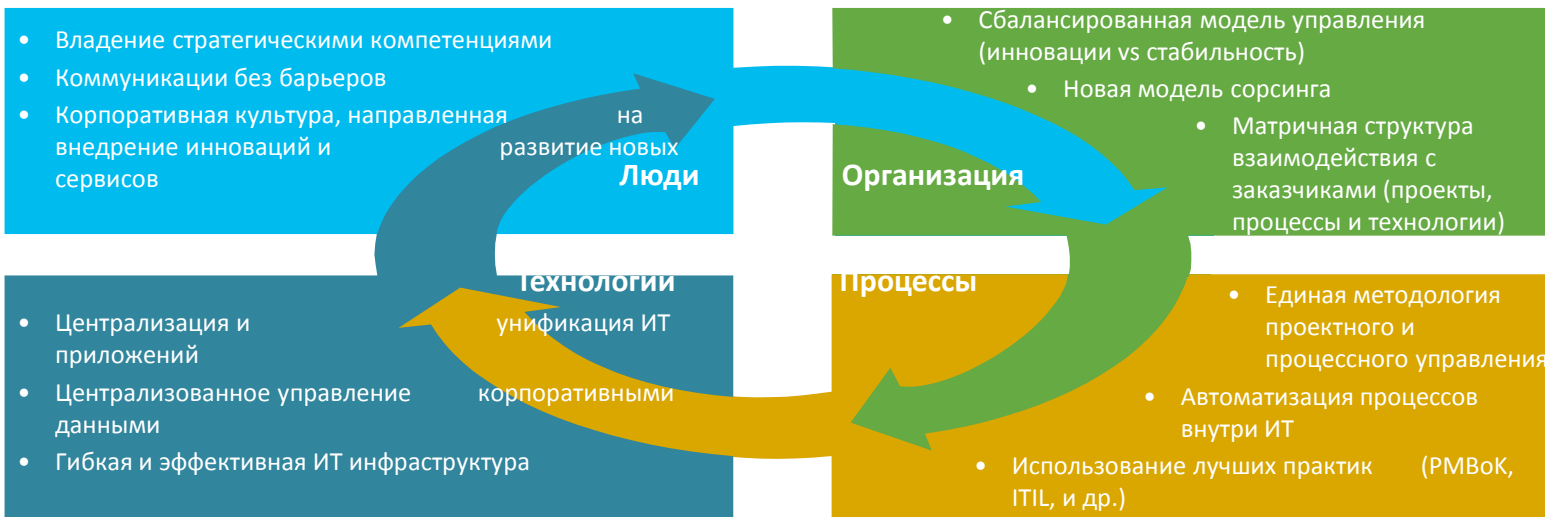 • Владение стратегическими компетенциями
• Коммуникации без барьеров
• Корпоративная культура, направленная на
внедрение инноваций и развитие новых
сервисов
Люди
• Сбалансированная модель управления
(инновации vs стабильность)
• Новая модель сорсинга
• Матричная структура
взаимодействия с
заказчиками (проекты,
процессы и технологии)
Организация
Технологии
• Централизация и унификация ИТ
приложений
• Централизованное управление корпоративными
данными
• Гибкая и эффективная ИТ инфраструктура
Процессы
• Единая методология
проектного и
процессного управления
• Автоматизация процессов
внутри ИТ
• Использование лучших практик (PMBoK,
ITIL, и др.)